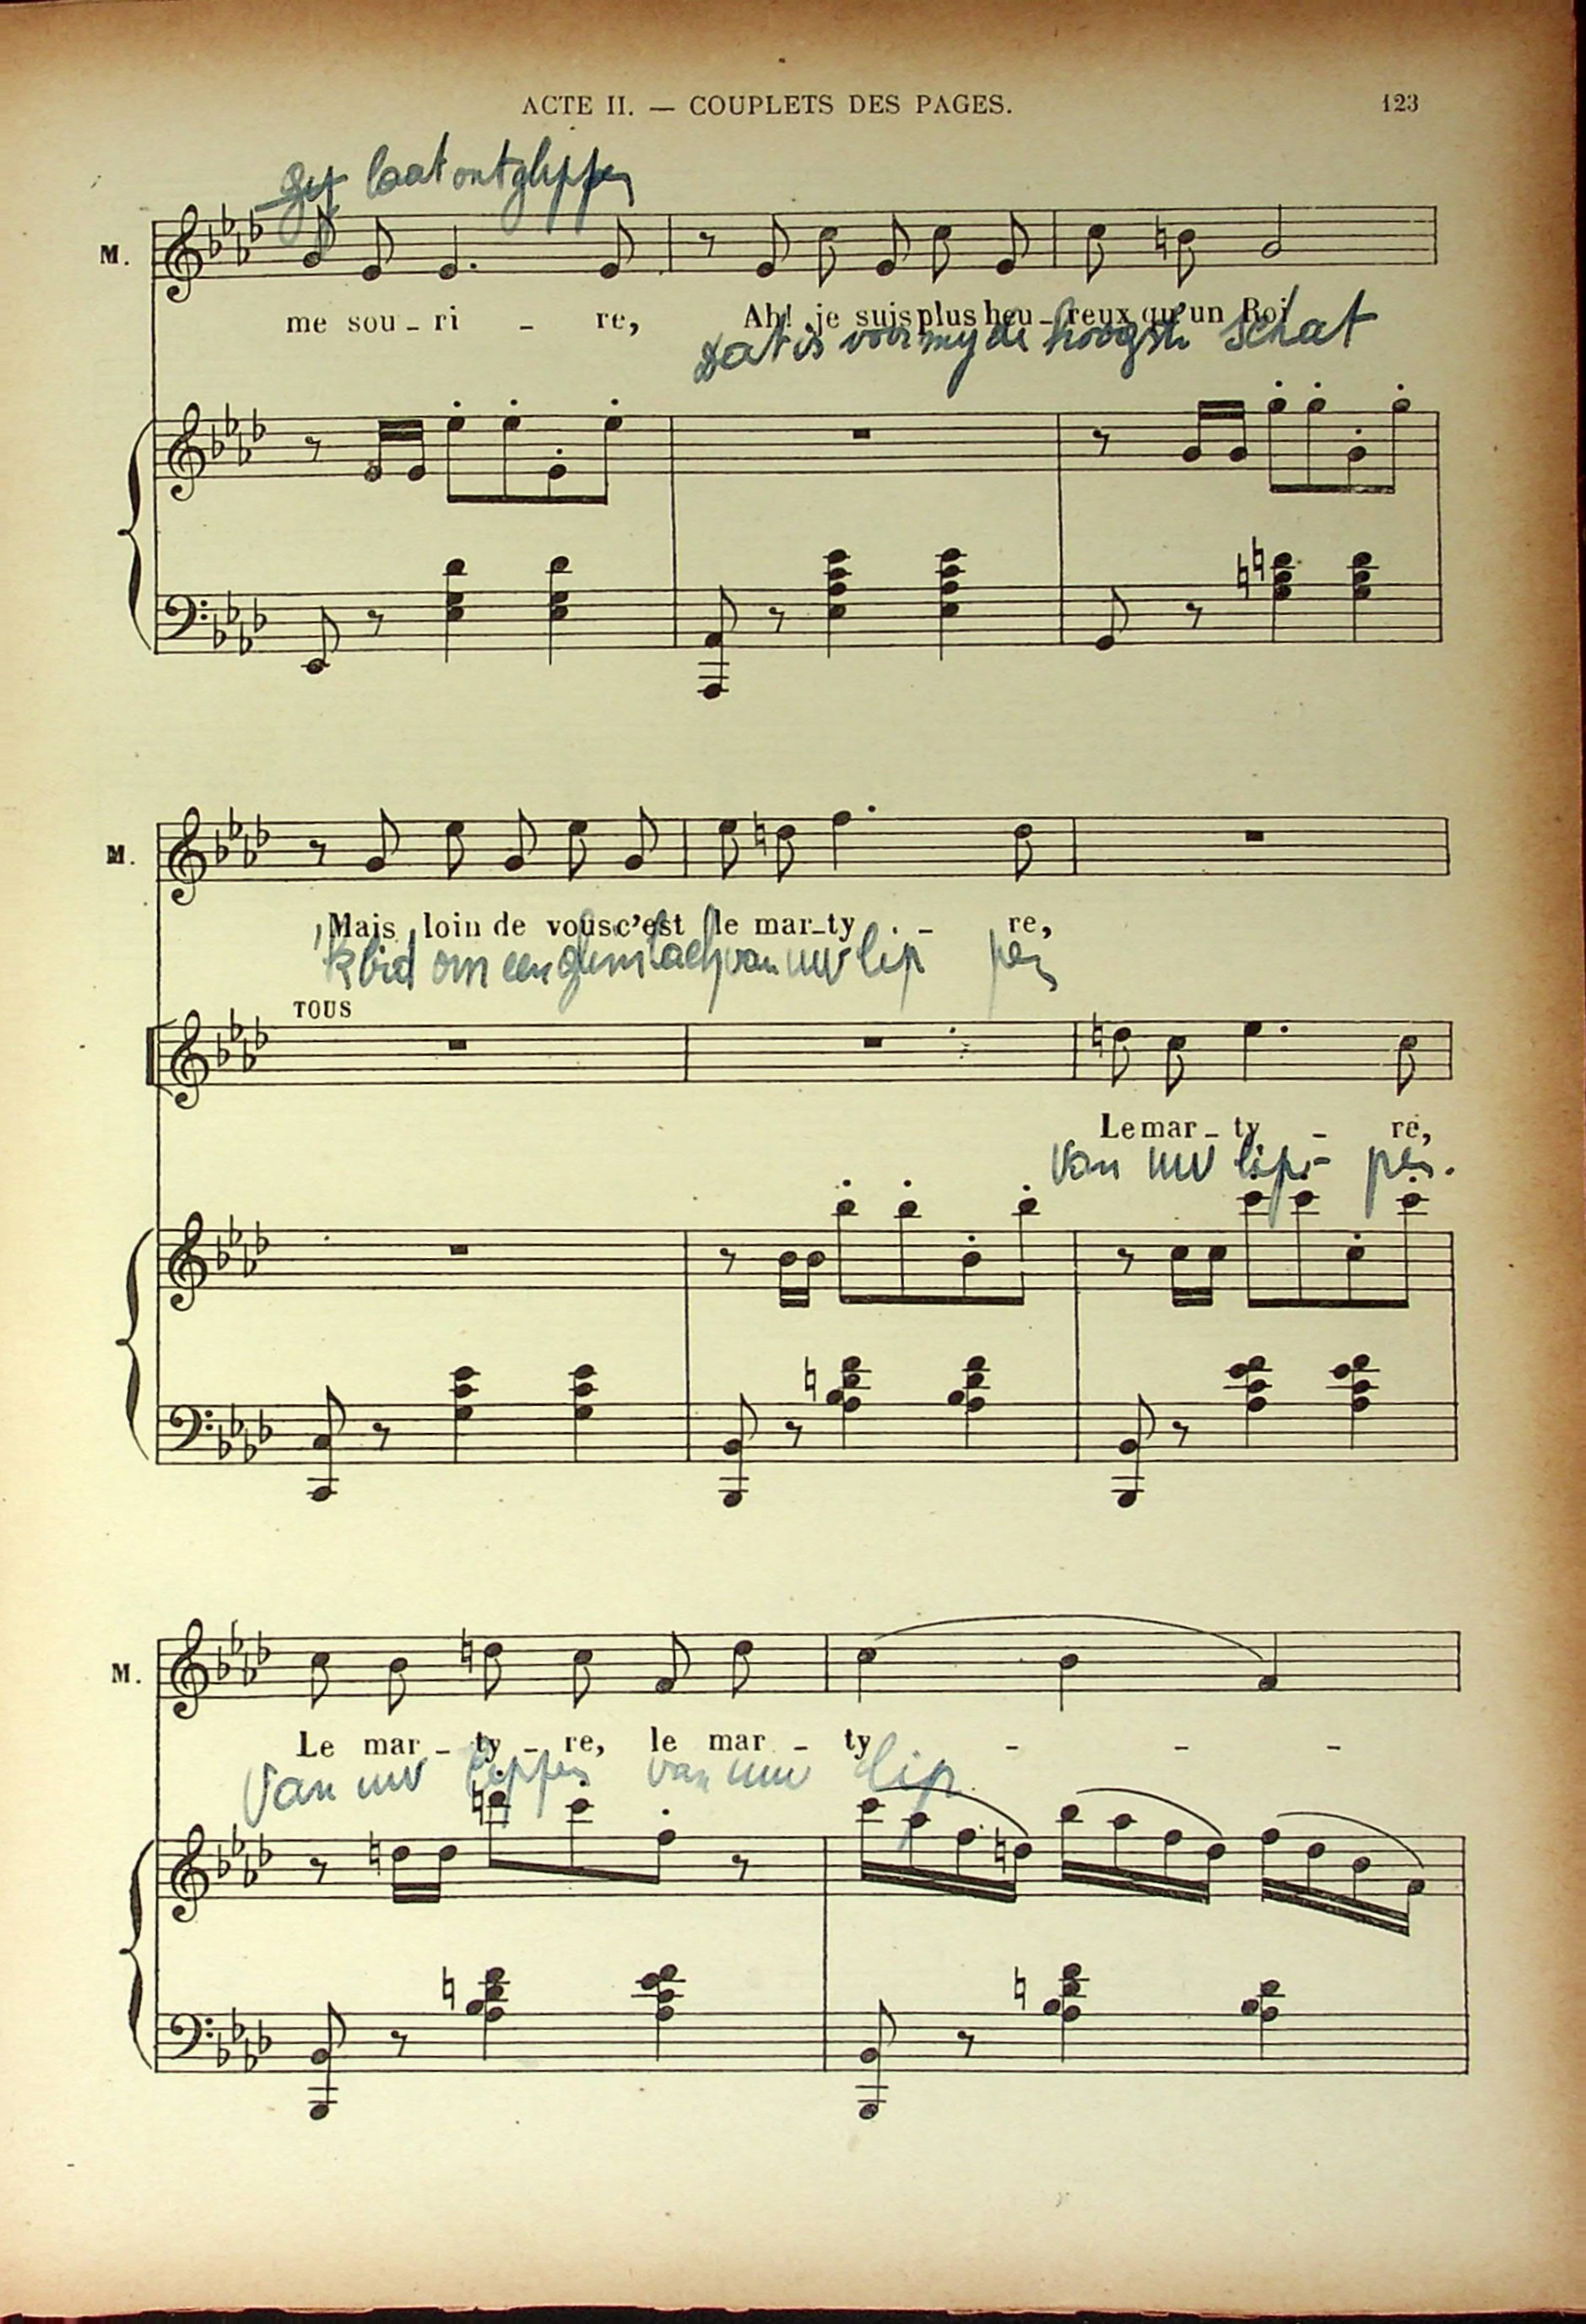 ACTE II. — COUPLETS DES PAGES. 123
gij laat ontglippen
M.
me sou - ri - re, Ah! je suis plus heu - reux qu'un Roi
Dat is voor mij de hoogste schat
M.
Mais loin de vous c'est le mar - ty - re,
'k bid om een glimlach van uw lip pen
TOUS
Le mar - ty - re,
van uw lip - pen.
M.
Le mar - ty - re, le mar - ty - - -
Van uw lippen van uw lip